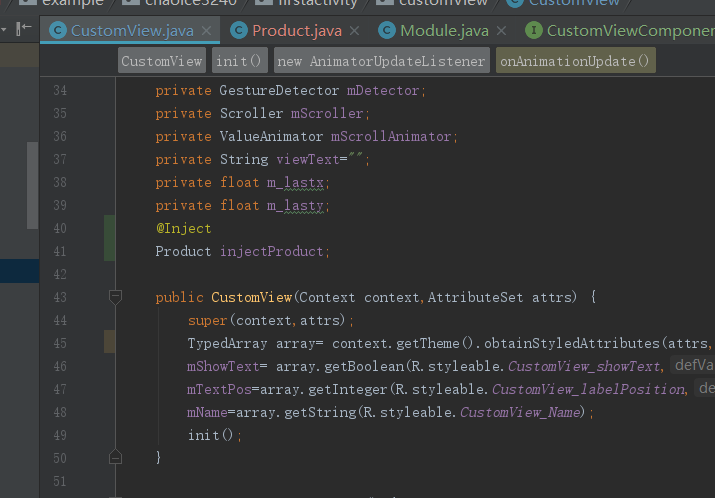 example chaoice3240 firstactivity customView CustomView
CustomView.java Product.java Module.java CustomViewComponen
CustomView init() new AnimatorUpdateListener onAnimationUpdate()
34 private GestureDetector mDetector;
35 private Scroller mScroller;
36 private ValueAnimator mScrollAnimator;
37 private String viewText="";
38 private float m_lastx;
39 private float m_lasty;
40 @Inject
41 Product injectProduct;
42
43 public CustomView(Context context,AttributeSet attrs) {
44 super(context,attrs);
45 TypedArray array= context.getTheme().obtainStyledAttributes(attrs,
46 mShowText= array.getBoolean(R.styleable.CustomView_showText, defVa
47 mTextPos=array.getInteger(R.styleable.CustomView_labelPosition, de
48 mName=array.getString(R.styleable.CustomView_Name);
49 init();
50 }
51